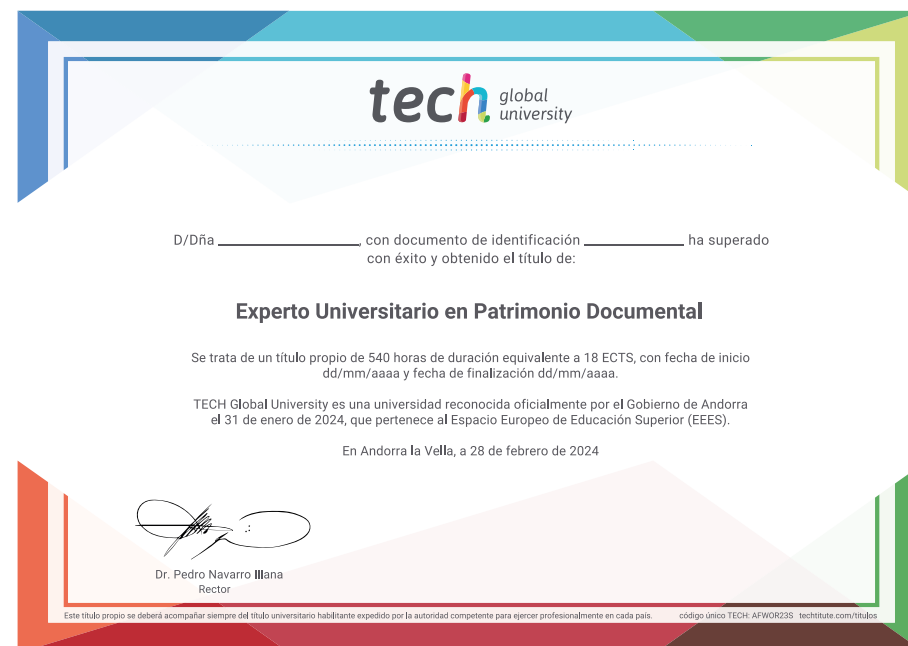 tech global
university
D/Dña ____________________, con documento de identificación ______________ ha superado
con éxito y obtenido el título de:
Experto Universitario en Patrimonio Documental
Se trata de un título propio de 540 horas de duración equivalente a 18 ECTS, con fecha de inicio
dd/mm/aaaa y fecha de finalización dd/mm/aaaa.
TECH Global University es una universidad reconocida oficialmente por el Gobierno de Andorra
el 31 de enero de 2024, que pertenece al Espacio Europeo de Educación Superior (EEES).
En Andorra la Vella, a 28 de febrero de 2024
Dr. Pedro Navarro Illana
Rector
Este título propio se deberá acompañar siempre del título universitario habilitante expedido por la autoridad competente para ejercer profesionalmente en cada país. código único TECH: AFWOR23S techtitute.com/titulos